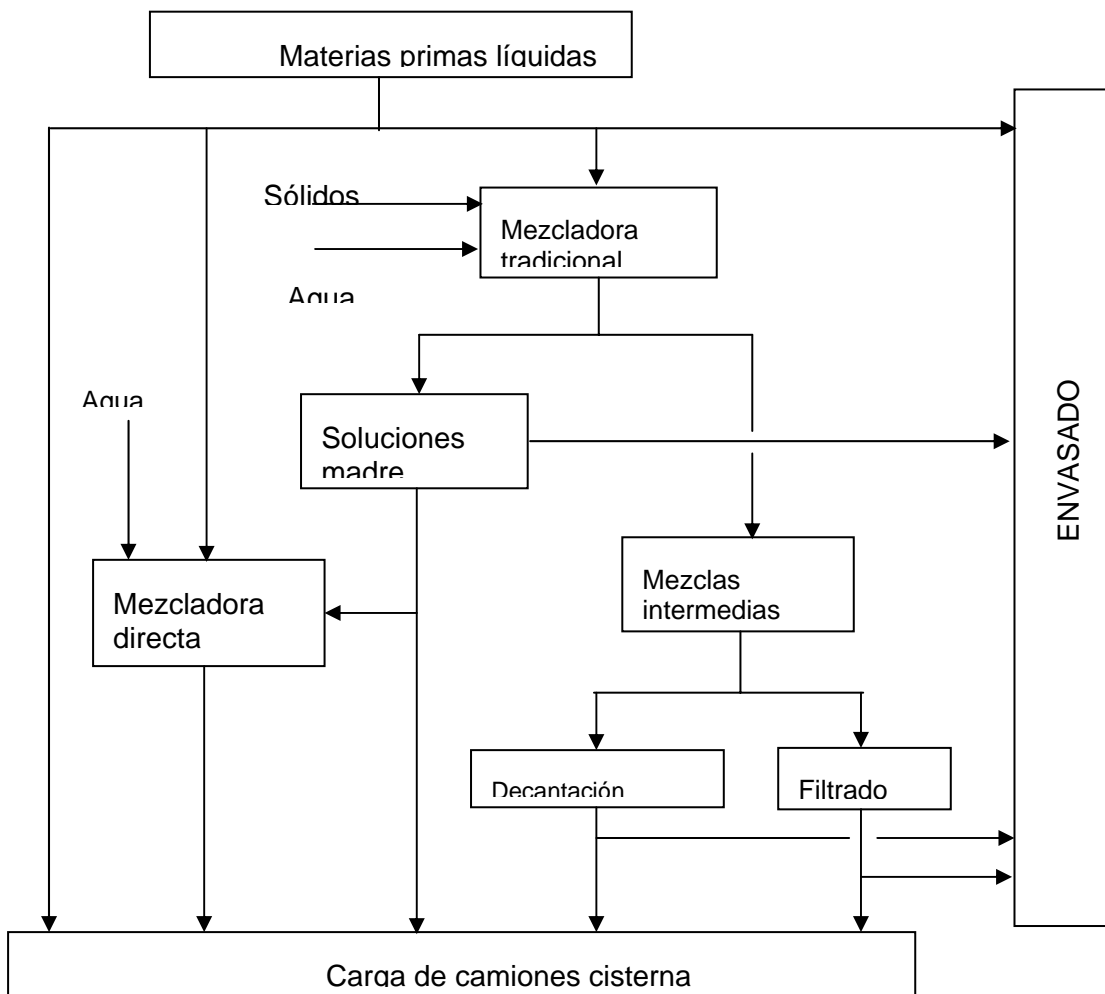 Materias primas líquidas
Sólidos
Mezcladora
tradicional
Agua
Agua
Soluciones
madre
ENVASADO
Mezclas
intermedias
Mezcladora
directa
Decantación
Filtrado
Carga de camiones cisterna